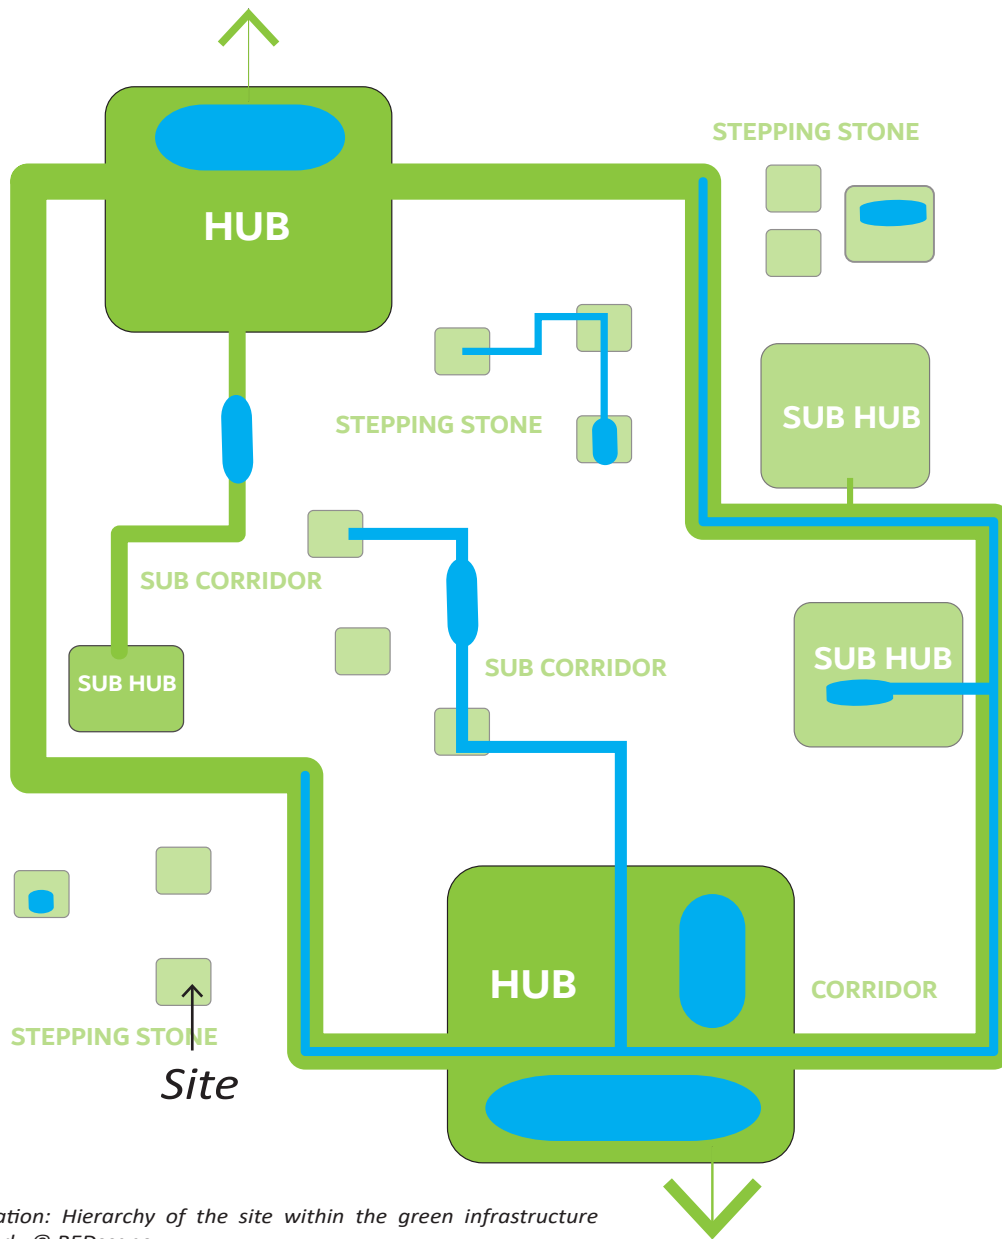 STEPPING STONE
HUB
STEPPING STONE
SUB HUB
SUB CORRIDOR
SUB HUB
SUB CORRIDOR
SUB HUB
HUB
CORRIDOR
STEPPING STONE
Site
Hierarchy of the site within the green infrastructure